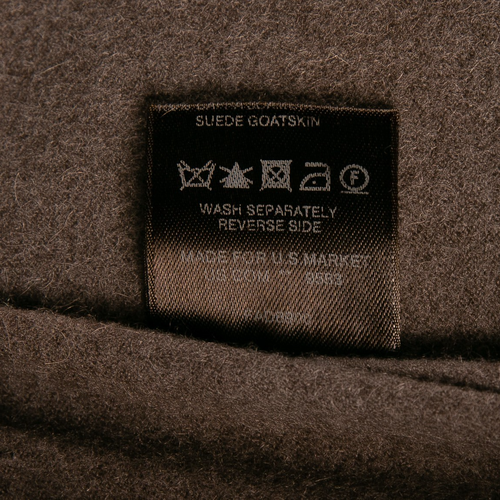 SUEDE GOATSKIN
F
WASH SEPARATELY
REVERSE SIDE
MADE FOR U.S.MARKET